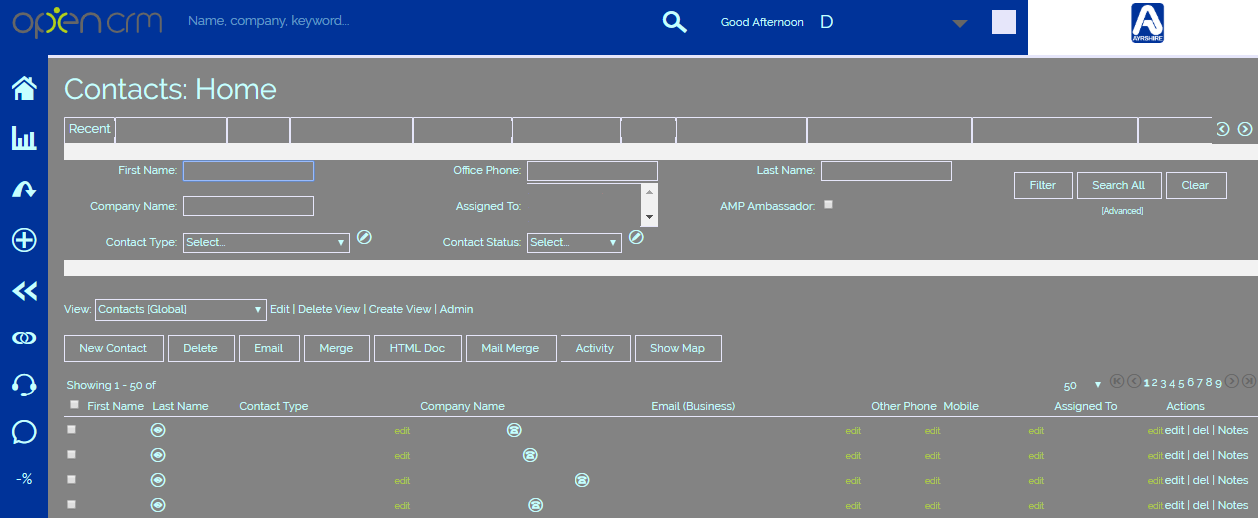 opencrm Name, company, keyword... Good Afternoon D AYRSHIRE
Contacts: Home
Recent
First Name: Office Phone: Last Name: Filter Search All Clear
Company Name: Assigned To: AMP Ambassador: [Advanced]
Contact Type: Select... Contact Status: Select...
View: Contacts [Global] Edit | Delete View | Create View | Admin
New Contact Delete Email Merge HTML Doc Mail Merge Activity Show Map
Showing 1 - 50 of 50 1 2 3 4 5 6 7 8 9
First Name Last Name Contact Type Company Name Email (Business) Other Phone Mobile Assigned To Actions
edit edit edit edit edit edit | del | Notes
edit edit edit edit edit edit | del | Notes
edit edit edit edit edit edit | del | Notes
-%
edit edit edit edit edit edit | del | Notes